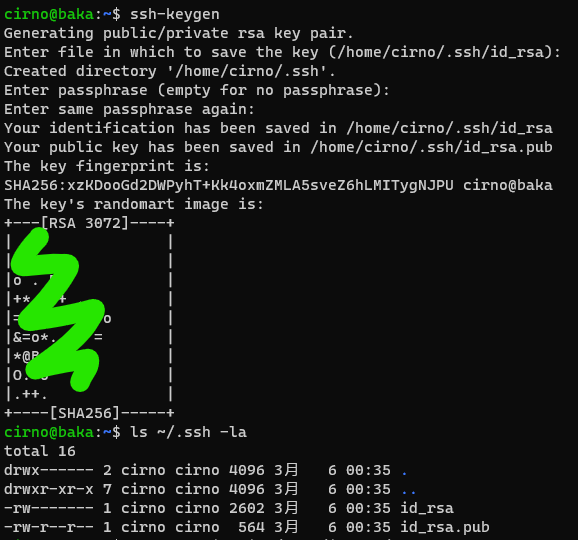 cirno@baka:~$ ssh-keygen
Generating public/private rsa key pair.
Enter file in which to save the key (/home/cirno/.ssh/id_rsa):
Created directory '/home/cirno/.ssh'.
Enter passphrase (empty for no passphrase):
Enter same passphrase again:
Your identification has been saved in /home/cirno/.ssh/id_rsa
Your public key has been saved in /home/cirno/.ssh/id_rsa.pub
The key fingerprint is:
SHA256:xzKDooGd2DWPyhT+Kk4oxmZMLA5sveZ6hLMITygNJPU cirno@baka
The key's randomart image is:
+---[RSA 3072]----+
| |
| |
|o . |
|+* + |
|= o |
|&=o*. = |
|*@ |
|O. |
|.++. |
+----[SHA256]-----+
cirno@baka:~$ ls ~/.ssh -la
total 16
drwx------ 2 cirno cirno 4096 3月 6 00:35 .
drwxr-xr-x 7 cirno cirno 4096 3月 6 00:35 ..
-rw------- 1 cirno cirno 2602 3月 6 00:35 id_rsa
-rw-r--r-- 1 cirno cirno 564 3月 6 00:35 id_rsa.pub